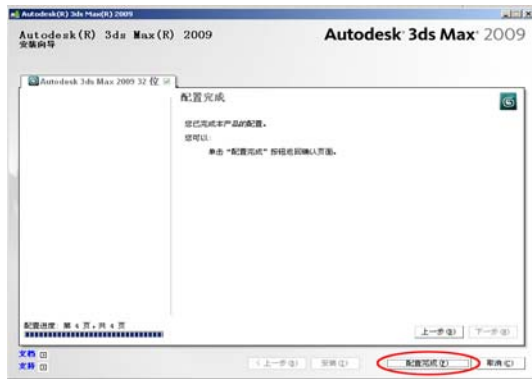 Autodesk(R) 3ds Max(R) 2009
Autodesk(R) 3ds Max(R) 2009
安装向导
Autodesk® 3ds Max® 2009
Autodesk 3ds Max 2009 32 位
配置完成
您已完成本产品的配置。
您可以:
单击“配置完成”按钮返回确认页面。
配置进度: 第 4 页,共 4 页
上一步(B)
下一步(N)
文档
支持
<上一步(B)
安装(I)
配置完成(F)
取消(C)